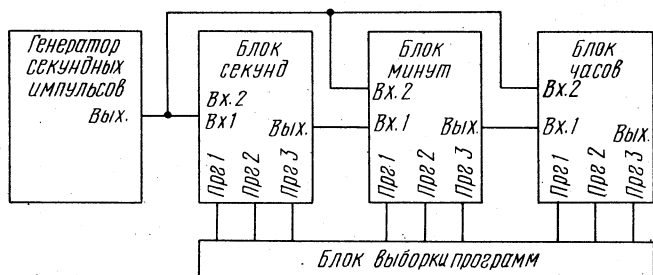 Генератор
секундных
импульсов
Вых.
Блок
секунд
Вх.2
Вх1
Вых.
Прг 1
Прг 2
Прг 3
Блок
минут
Вх.2
Вх.1
Вых.
Прг 1
Прг 2
Прг 3
Блок
часов
Вх.2
Вх.1
Вых.
Прг 1
Прг 2
Прг 3
Блок выборки программ